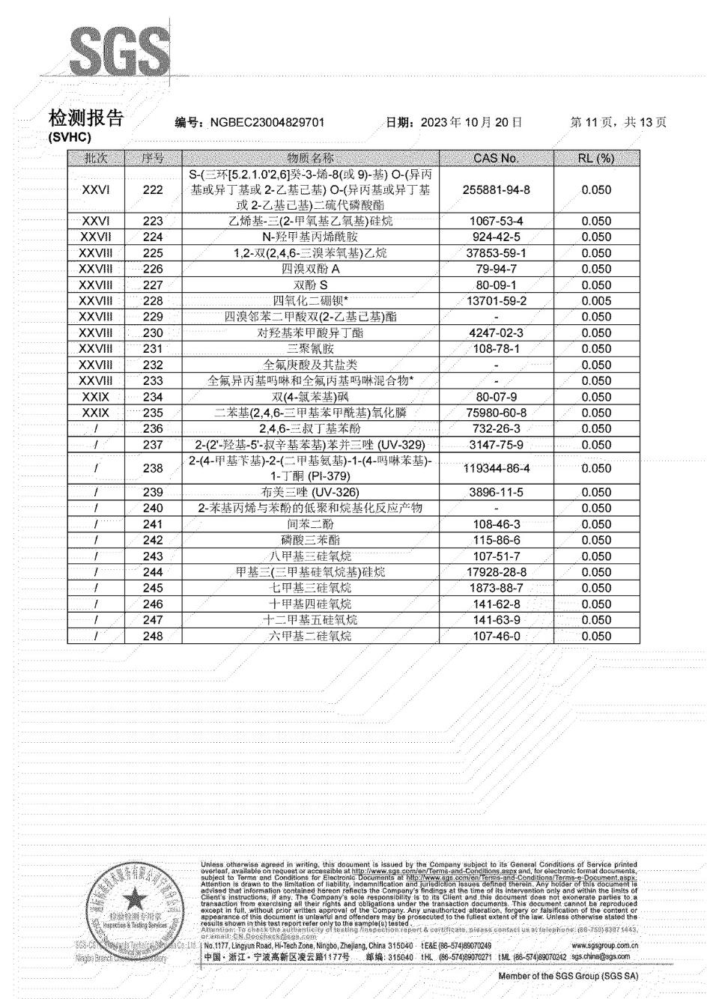 SGS
检测报告
(SVHC)
编号: NGBEC23004829701 日期: 2023 年 10 月 20 日 第 11 页, 共 13 页
批次 序号 物质名称 CAS No. RL (%)
S-(三环[5.2.1.0'2,6]癸-3-烯-8(或 9)-基) O-(异丙
XXVI 222 基或异丁基或 2-乙基己基) O-(异丙基或异丁基 255881-94-8 0.050
或 2-乙基己基)二硫代磷酸酯
XXVI 223 乙烯基-三(2-甲氧基乙氧基)硅烷 1067-53-4 0.050
XXVII 224 N-羟甲基丙烯酰胺 924-42-5 0.050
XXVIII 225 1,2-双(2,4,6-三溴苯氧基)乙烷 37853-59-1 0.050
XXVIII 226 四溴双酚 A 79-94-7 0.050
XXVIII 227 双酚 S 80-09-1 0.050
XXVIII 228 四氧化二硼钡* 13701-59-2 0.005
XXVIII 229 四溴邻苯二甲酸双(2-乙基己基)酯 - 0.050
XXVIII 230 对羟基苯甲酸异丁酯 4247-02-3 0.050
XXVIII 231 三聚氰胺 108-78-1 0.050
XXVIII 232 全氟庚酸及其盐类 - 0.050
XXVIII 233 全氟异丙基吗啉和全氟丙基吗啉混合物* - 0.050
XXIX 234 双(4-氯苯基)砜 80-07-9 0.050
XXIX 235 二苯基(2,4,6-三甲基苯甲酰基)氧化膦 75980-60-8 0.050
/ 236 2,4,6-三叔丁基苯酚 732-26-3 0.050
/ 237 2-(2'-羟基-5'-叔辛基苯基)苯并三唑 (UV-329) 3147-75-9 0.050
/ 238 2-(4-甲基苄基)-2-(二甲基氨基)-1-(4-吗啉苯基)- 119344-86-4 0.050
1-丁酮 (PI-379)
/ 239 布美三唑 (UV-326) 3896-11-5 0.050
/ 240 2-苯基丙烯与苯酚的低聚和烷基化反应产物 - 0.050
/ 241 间苯二酚 108-46-3 0.050
/ 242 磷酸三苯酯 115-86-6 0.050
/ 243 八甲基三硅氧烷 107-51-7 0.050
/ 244 甲基三(三甲基硅氧烷基)硅烷 17928-28-8 0.050
/ 245 七甲基三硅氧烷 1873-88-7 0.050
/ 246 十甲基四硅氧烷 141-62-8 0.050
/ 247 十二甲基五硅氧烷 141-63-9 0.050
/ 248 六甲基二硅氧烷 107-46-0 0.050
Unless otherwise agreed in writing, this document is issued by the Company subject to its General Conditions of Service printed
overleaf, available on request or accessible at http://www.sgs.com/en/Terms-and-Conditions.aspx and, for electronic format documents,
subject to Terms and Conditions for Electronic Documents at http://www.sgs.com/en/Terms-and-Conditions/Terms-e-Document.aspx.
Attention is drawn to the limitation of liability, indemnification and jurisdiction issues defined therein. Any holder of this document is
advised that information contained hereon reflects the Company's findings at the time of its intervention only and within the limits of
Client's instructions, if any. The Company's sole responsibility is to its Client and this document does not exonerate parties to a
transaction from exercising all their rights and obligations under the transaction documents. This document cannot be reproduced
except in full, without prior written approval of the Company. Any unauthorized alteration, forgery or falsification of the content or
appearance of this document is unlawful and offenders may be prosecuted to the fullest extent of the law. Unless otherwise stated the
results shown in this test report refer only to the sample(s) tested.
Attention: To check the authenticity of testing /inspection report & certificate, please contact us at telephone: (86-755) 8307 1443,
or email: CN.Doccheck@sgs.com
检验检测专用章
Inspection & Testing Services
No.1177, Lingyun Road, Hi-Tech Zone, Ningbo, Zhejiang, China 315040 t E&E (86-574)89070249 www.sgsgroup.com.cn
中国·浙江·宁波高新区凌云路1177号 邮编: 315040 t HL (86-574)89070271 t ML (86-574)89070242 sgs.china@sgs.com
Ningbo Branch
Member of the SGS Group (SGS SA)